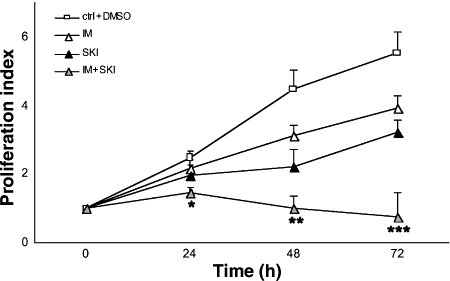 ctrl+DMSO
IM
SKI
IM+SKI
Proliferation index
6
4
2
0
*
**
***
0 24 48 72
Time (h)